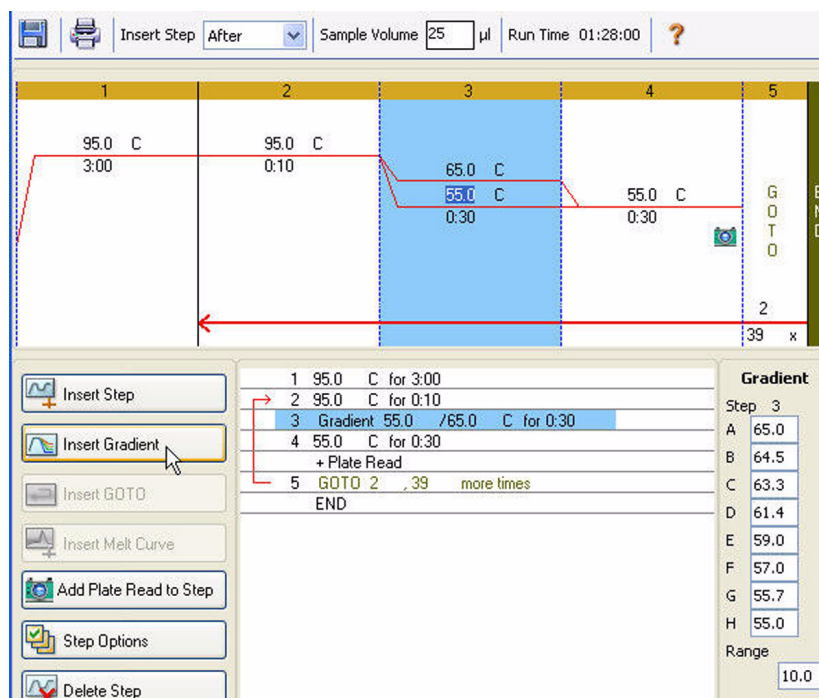 Insert Step After Sample Volume 25 µl Run Time 01:28:00 ?
1 2 3 4 5
95.0 C
3:00
95.0 C
0:10
65.0 C
55.0 C
0:30
55.0 C
0:30
GOTO
2
39 x
Insert Step
Insert Gradient
Insert GOTO
Insert Melt Curve
Add Plate Read to Step
Step Options
Delete Step
1 95.0 C for 3:00
2 95.0 C for 0:10
3 Gradient 55.0 /65.0 C for 0:30
4 55.0 C for 0:30
+ Plate Read
5 GOTO 2 , 39 more times
END
Gradient
Step 3
A 65.0
B 64.5
C 63.3
D 61.4
E 59.0
F 57.0
G 55.7
H 55.0
Range
10.0